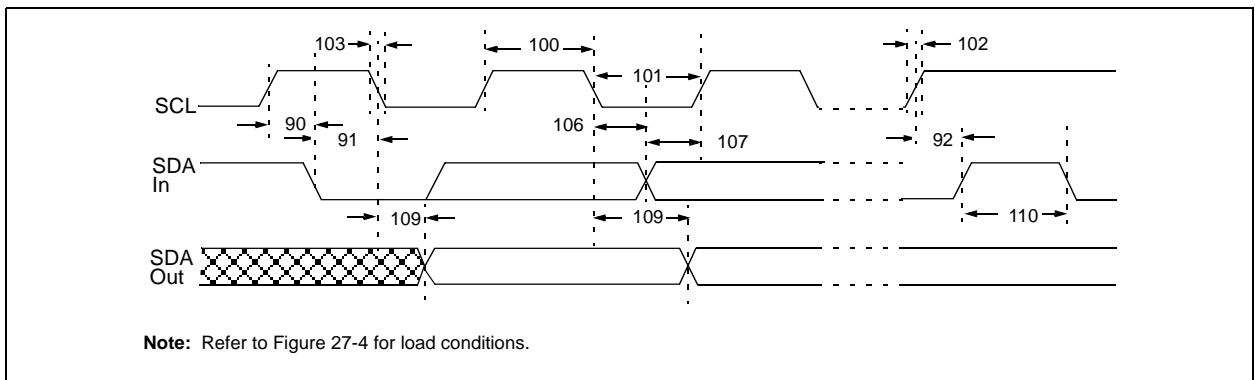 103
100
101
102
SCL
90
91
106
107
92
SDA
In
109
109
110
SDA
Out
Note: Refer to Figure 27-4 for load conditions.